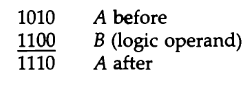 1010 A before
1100 B (logic operand)
1110 A after